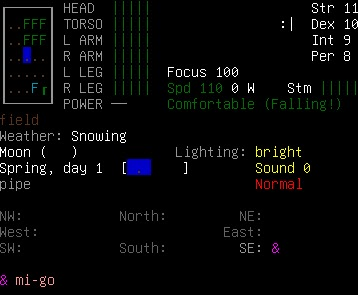 ..FFF HEAD ||||| Str 11
..FFF TORSO ||||| :| Dex 10
..... L ARM ||||| Int 9
..... R ARM ||||| Per 8
..... L LEG ||||| Focus 100
...Fr R LEG ||||| Spd 110 0 W Stm |||||
POWER — Comfortable (Falling!)
field
Weather: Snowing
Moon (   ) Lighting: bright
Spring, day 1 [      ] Sound 0
pipe Normal
NW: North: NE:
West: East:
SW: South: SE: &
& mi-go